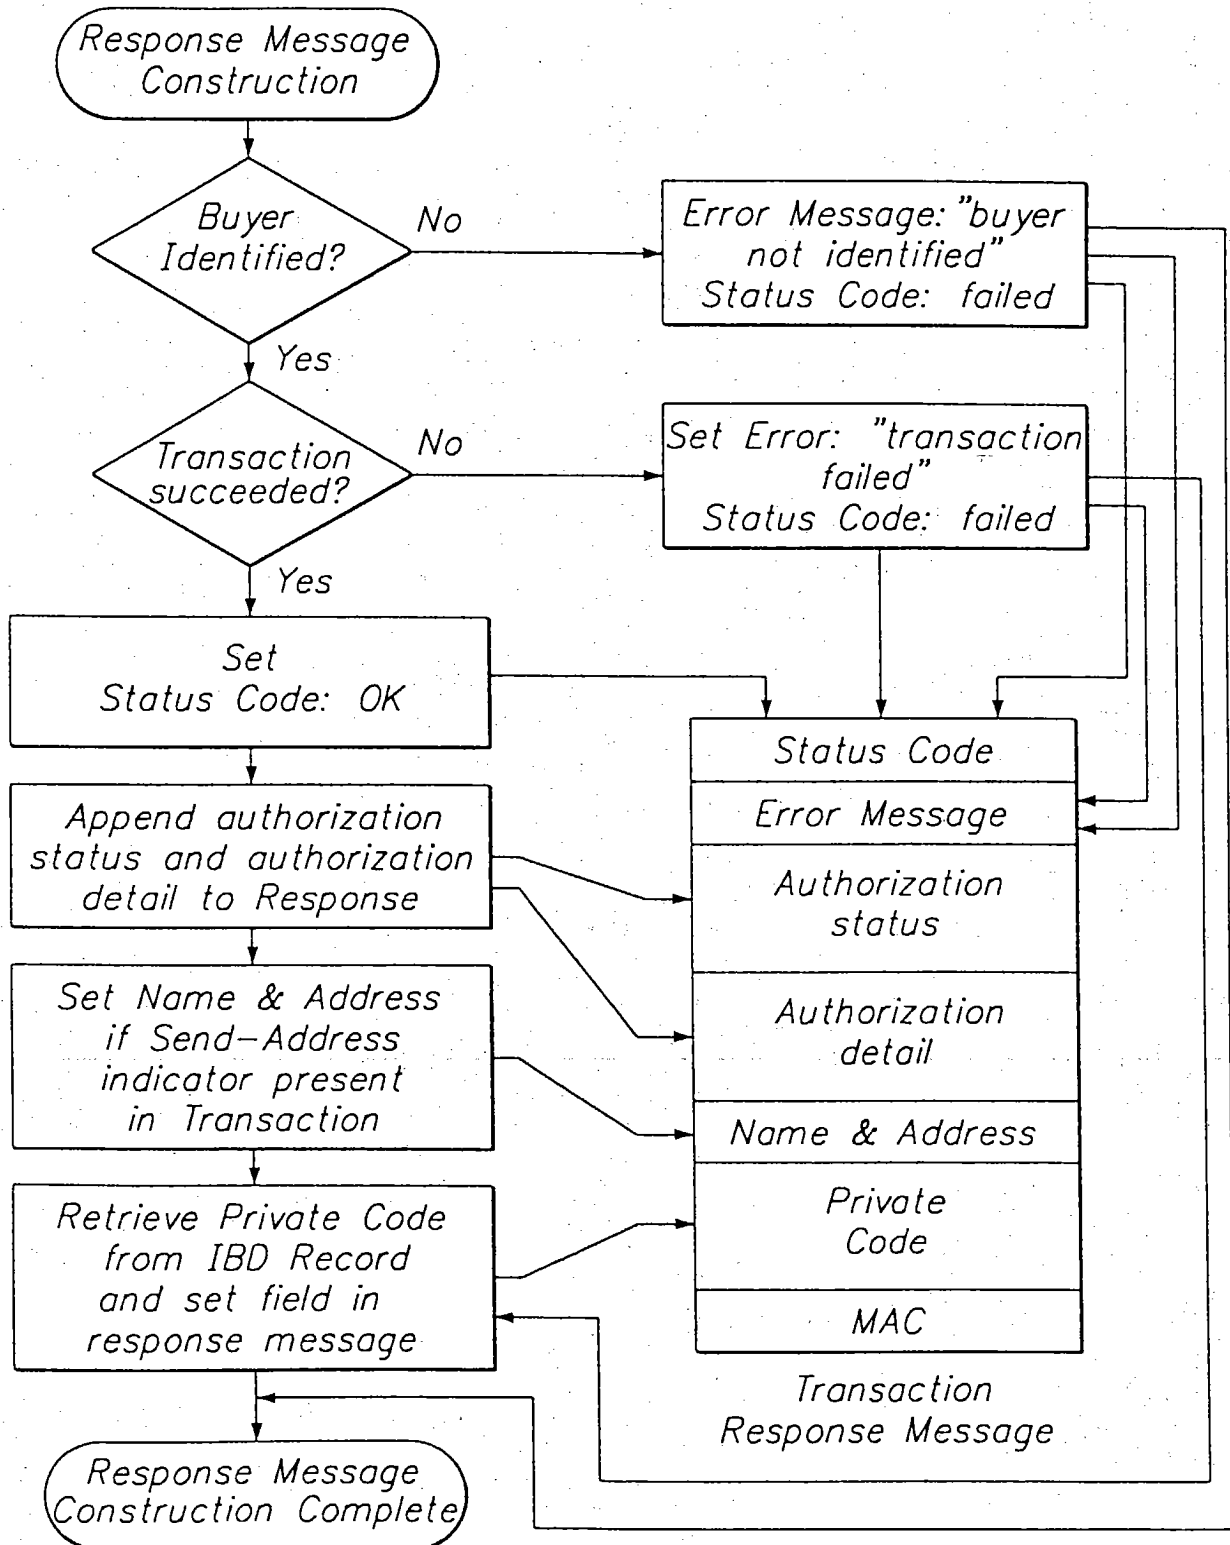 Response Message
Construction
Buyer
Identified?
No
Error Message: "buyer
not identified"
Status Code: failed
Yes
Transaction
succeeded?
No
Set Error: "transaction
failed"
Status Code: failed
Yes
Set
Status Code: OK
Append authorization
status and authorization
detail to Response
Set Name & Address
if Send-Address
indicator present
in Transaction
Retrieve Private Code
from IBD Record
and set field in
response message
Response Message
Construction Complete
Status Code
Error Message
Authorization
status
Authorization
detail
Name & Address
Private
Code
MAC
Transaction
Response Message